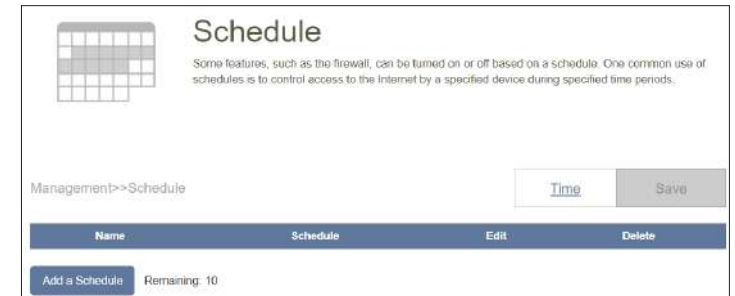 Schedule
Some features, such as the firewall, can be turned on or off based on a schedule. One common use of
schedules is to control access to the Internet by a specified device during specified time periods.
Management>>Schedule
Time
Save
Name Schedule Edit Delete
Add a Schedule Remaining: 10